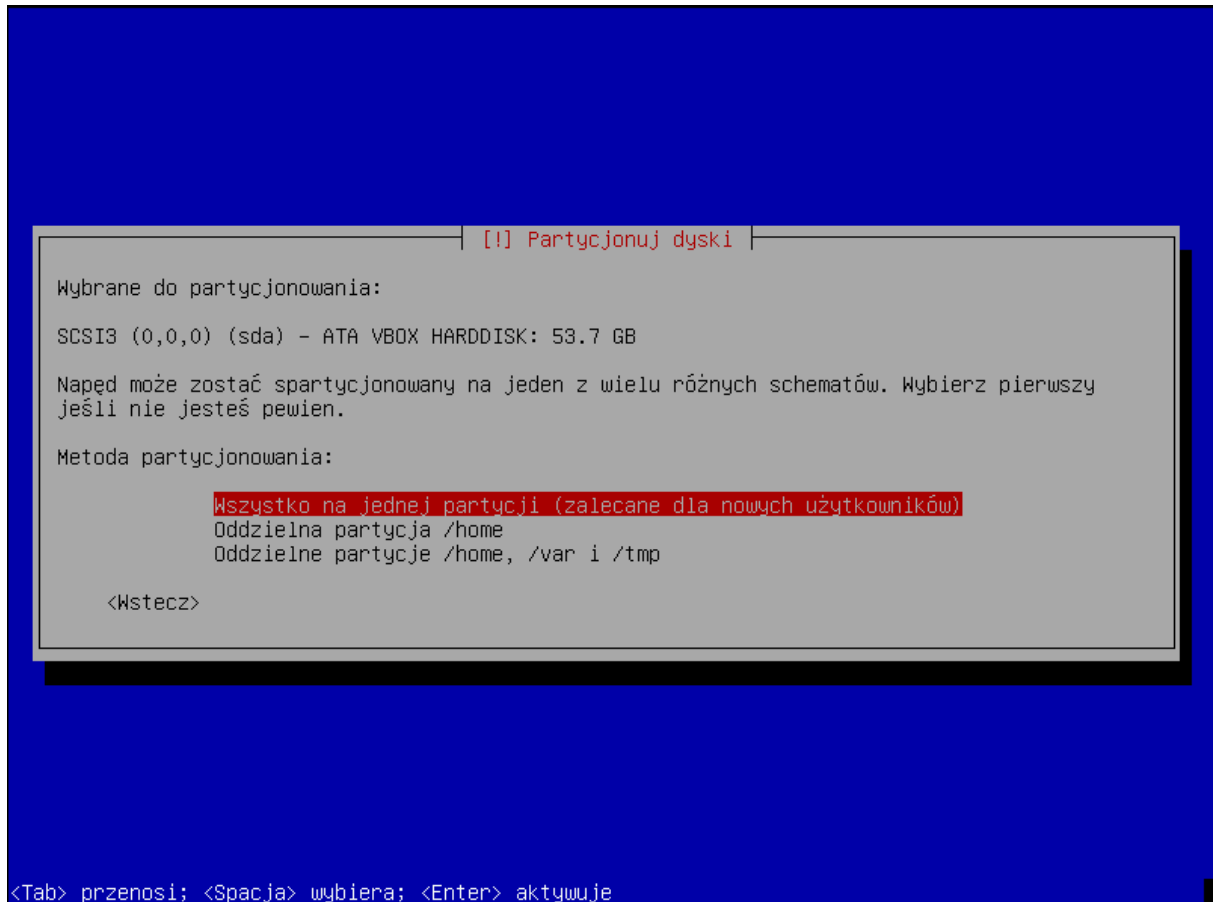 [!] Partycjonuj dyski
Wybrane do partycjonowania:
SCSI3 (0,0,0) (sda) – ATA VBOX HARDDISK: 53.7 GB
Napęd może zostać spartycjonowany na jeden z wielu różnych schematów. Wybierz pierwszy
jeśli nie jesteś pewien.
Metoda partycjonowania:
Wszystko na jednej partycji (zalecane dla nowych użytkowników)
Oddzielna partycja /home
Oddzielne partycje /home, /var i /tmp
<Wstecz>
<Tab> przenosi; <Spacja> wybiera; <Enter> aktywuje